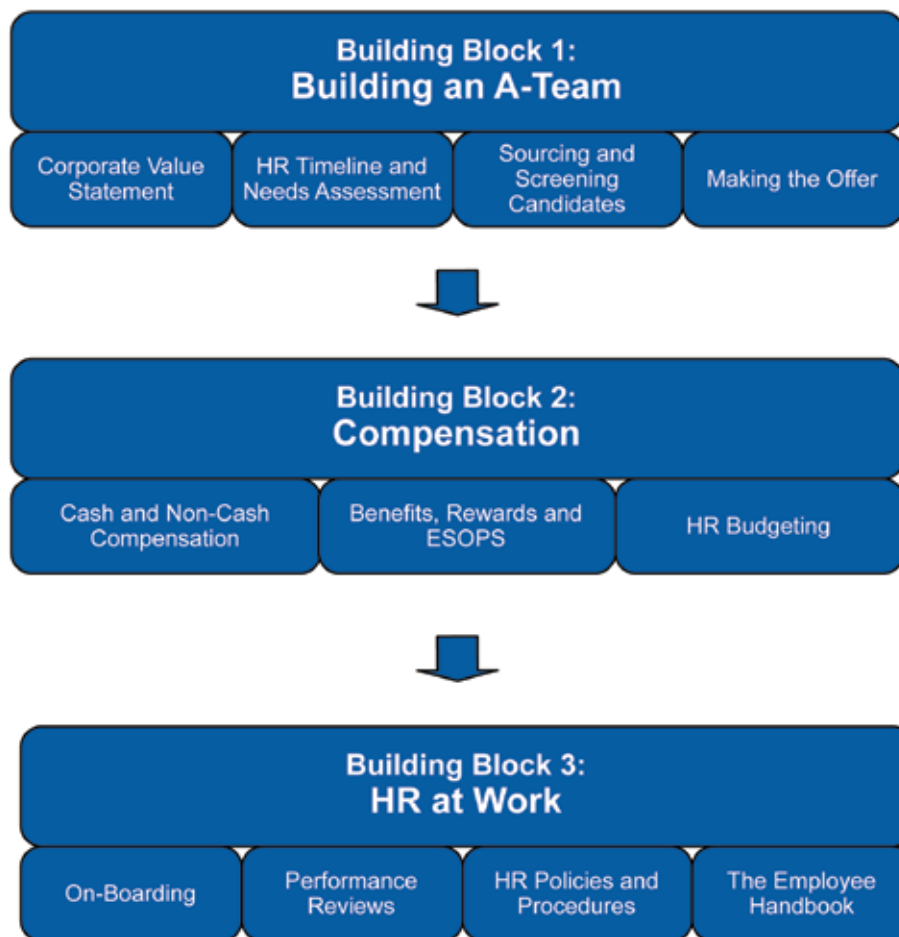 Building Block 1:
Building an A-Team
Corporate Value
Statement
HR Timeline and
Needs Assessment
Sourcing and
Screening
Candidates
Making the Offer
Building Block 2:
Compensation
Cash and Non-Cash
Compensation
Benefits, Rewards and
ESOPS
HR Budgeting
Building Block 3:
HR at Work
On-Boarding
Performance
Reviews
HR Policies and
Procedures
The Employee
Handbook